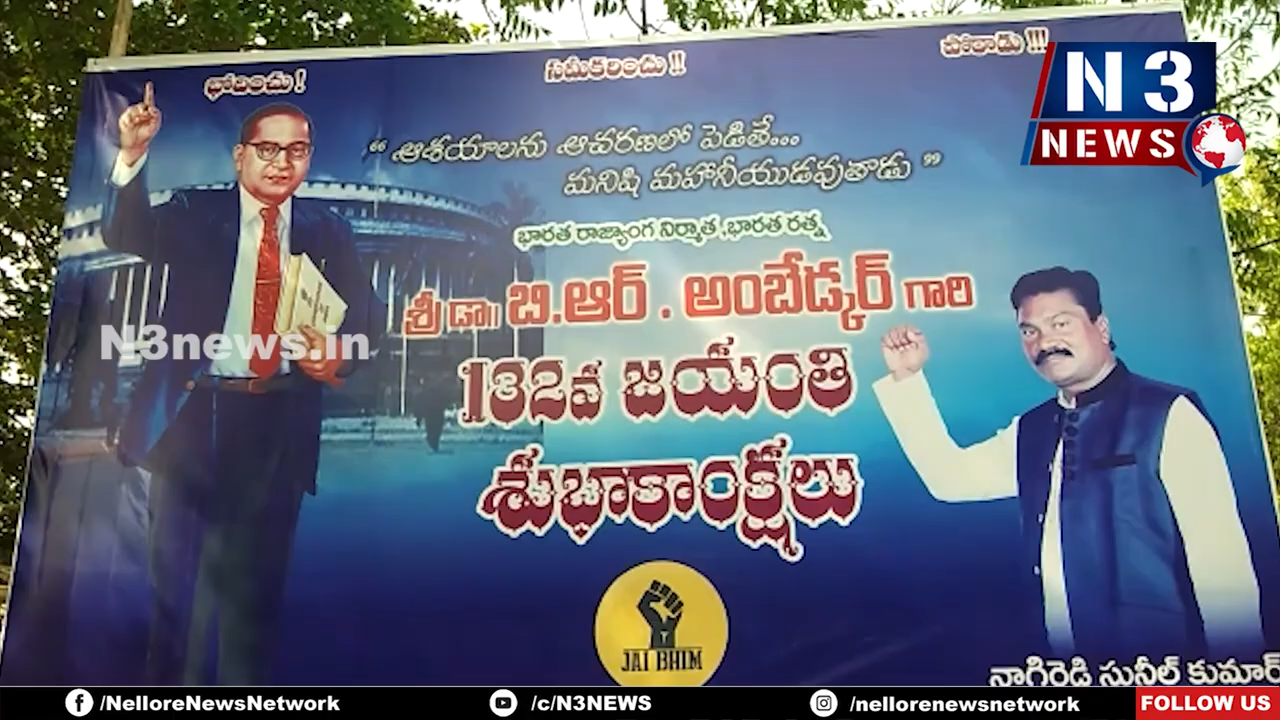 భోదించు !
సమీకరించు !!
పోరాడు !!!
N3
NEWS
“ ఆశయాలను ఆచరణలో పెడితే...
మనిషి మహనీయుడవుతాడు ”
భారత రాజ్యాంగ నిర్మాత ,భారత రత్న
శ్రీ డా॥ బి.ఆర్ . అంబేడ్కర్ గారి
N3news.in
132వ జయంతి
శుభాకాంక్షలు
JAI BHIM
నాగిరెడి సునీల్ కుమార్
/NelloreNewsNetwork
/c/N3NEWS
/nellorenewsnetwork
FOLLOW US